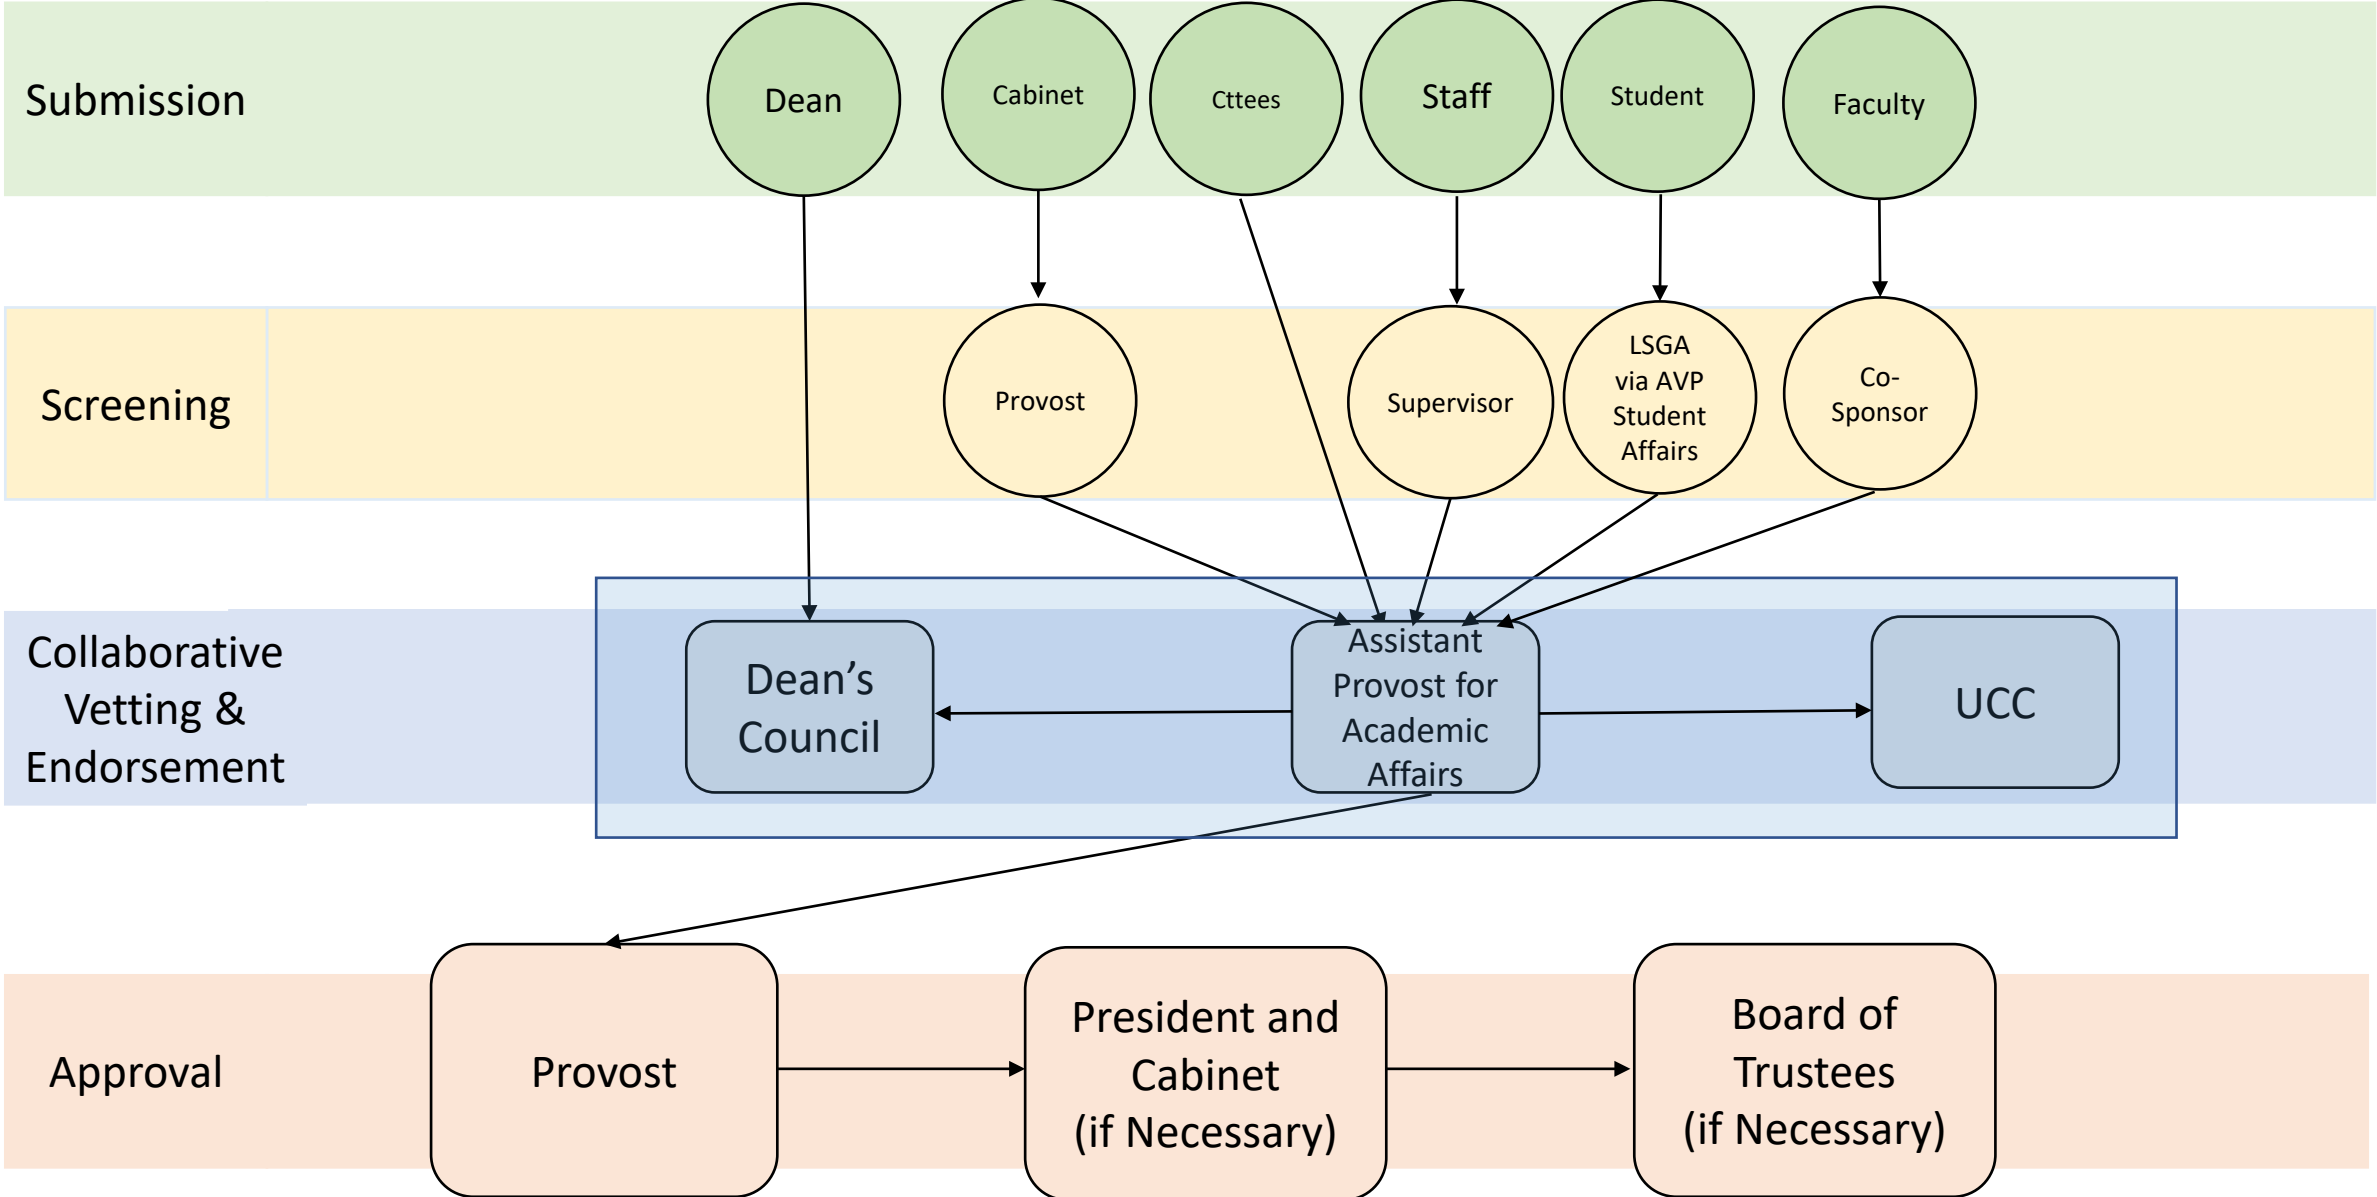 Submission
Dean
Cabinet
Cttees
Staff
Student
Faculty
Screening
Provost
Supervisor
LSGA
via AVP
Student
Affairs
Co-
Sponsor
Collaborative
Vetting &
Endorsement
Dean’s
Council
Assistant
Provost for
Academic
Affairs
UCC
Approval
Provost
President and
Cabinet
(if Necessary)
Board of
Trustees
(if Necessary)